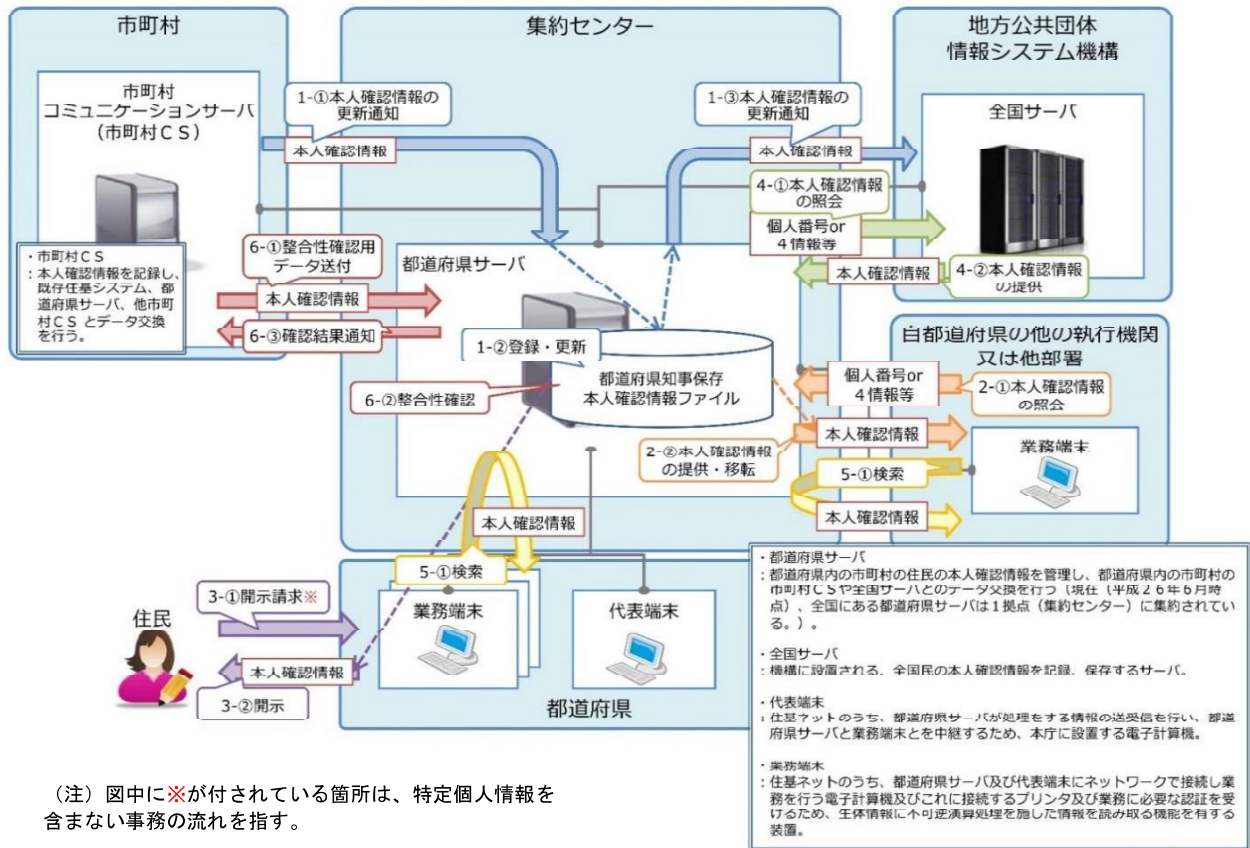 市町村
集約センター
地方公共団体
情報システム機構
市町村
コミュニケーションサーバ
(市町村CS)
1-①本人確認情報の
更新通知
本人確認情報
1-③本人確認情報の
更新通知
本人確認情報
全国サーバ
4-①本人確認情報
の照会
個人番号or
4情報等
本人確認情報
4-②本人確認情報
の提供
・市町村CS
:本人確認情報を記録し、
既存住基システム、都
道府県サーバ、他市町
村CSとデータ交換
を行う。
6-①整合性確認用
データ送付
本人確認情報
6-③確認結果通知
都道府県サーバ
1-②登録・更新
6-②整合性確認
都道府県知事保存
本人確認情報ファイル
自都道府県の他の執行機関
又は他部署
個人番号or
4情報等
2-①本人確認情報
の照会
本人確認情報
2-②本人確認情報
の提供・移転
業務端末
5-①検索
本人確認情報
本人確認情報
5-①検索
業務端末
代表端末
都道府県
住民
3-①開示請求※
本人確認情報
3-②開示
・都道府県サーバ
:都道府県内の市町村の住民の本人確認情報を管理し、都道府県内の市町村の
市町村CSや全国サーバとのデータ交換を行う(現在(平成26年6月時
点)、全国にある都道府県サーバは1拠点(集約センター)に集約されてい
る。)。
・全国サーバ
:機構に設置される、全国民の本人確認情報を記録、保存するサーバ。
・代表端末
:住基ネットのうち、都道府県サーバが処理をする情報の送受信を行い、都道
府県サーバと業務端末とを中継するため、本庁に設置する電子計算機。
・業務端末
:住基ネットのうち、都道府県サーバ及び代表端末にネットワークで接続し業
務を行う電子計算機及びこれに接続するプリンタ及び業務に必要な認証を受
けるため、生体情報に不可逆演算処理を施した情報を読み取る機能を有する
装置。
(注)図中に※が付されている箇所は、特定個人情報を
含まない事務の流れを指す。